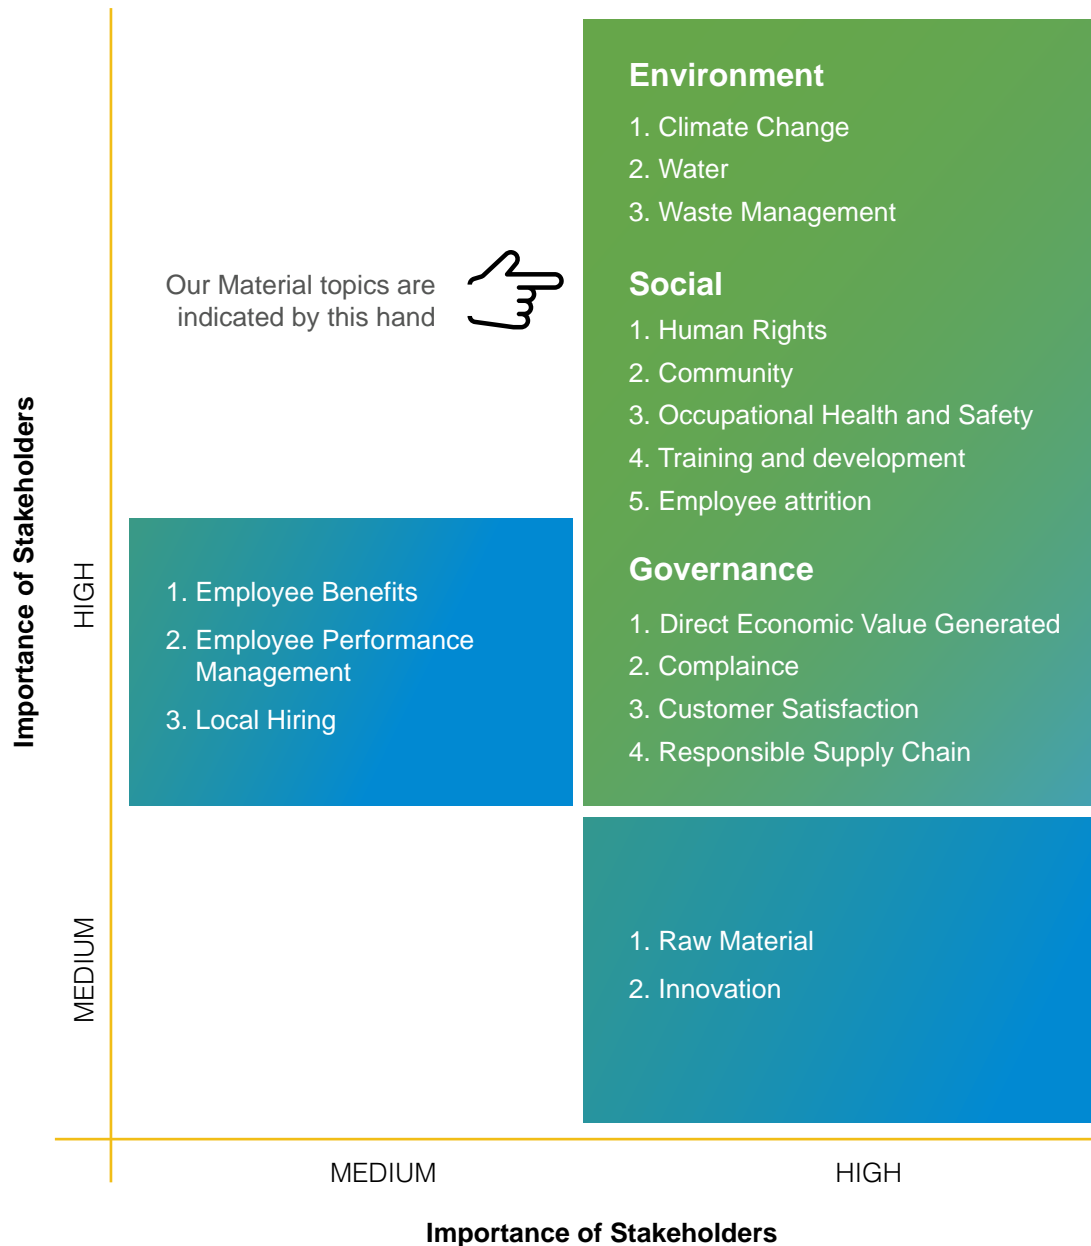 Environment
1. Climate Change
2. Water
3. Waste Management
Our Material topics are
indicated by this hand
Social
1. Human Rights
2. Community
3. Occupational Health and Safety
4. Training and development
5. Employee attrition
Importance of Stakeholders
HIGH
1. Employee Benefits
2. Employee Performance
Management
3. Local Hiring
Governance
1. Direct Economic Value Generated
2. Complaince
3. Customer Satisfaction
4. Responsible Supply Chain
MEDIUM
1. Raw Material
2. Innovation
MEDIUM
HIGH
Importance of Stakeholders